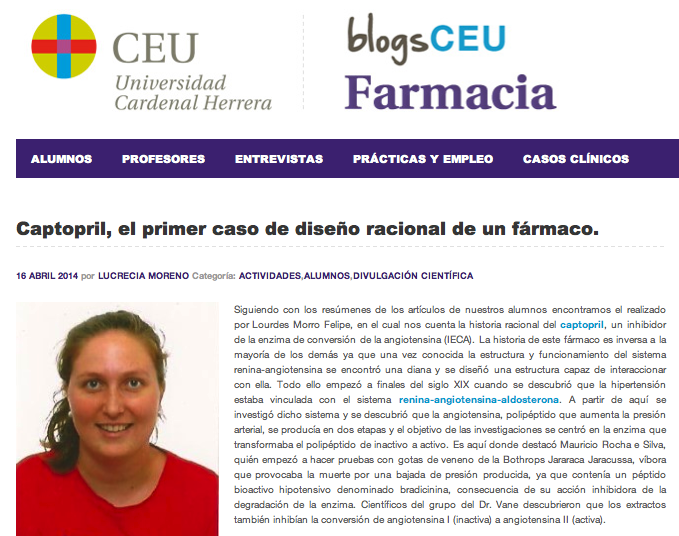 CEU
Universidad
Cardenal Herrera
blogsCEU
Farmacia
ALUMNOS PROFESORES ENTREVISTAS PRÁCTICAS Y EMPLEO CASOS CLÍNICOS
Captopril, el primer caso de diseño racional de un fármaco.
16 ABRIL 2014 por LUCRECIA MORENO Categoría: ACTIVIDADES,ALUMNOS,DIVULGACIÓN CIENTÍFICA
Siguiendo con los resúmenes de los artículos de nuestros alumnos encontramos el realizado
por Lourdes Morro Felipe, en el cual nos cuenta la historia racional del captopril, un inhibidor
de la enzima de conversión de la angiotensina (IECA). La historia de este fármaco es inversa a la
mayoría de los demás ya que una vez conocida la estructura y funcionamiento del sistema
renina-angiotensina se encontró una diana y se diseñó una estructura capaz de interaccionar
con ella. Todo ello empezó a finales del siglo XIX cuando se descubrió que la hipertensión
estaba vinculada con el sistema renina-angiotensina-aldosterona. A partir de aquí se
investigó dicho sistema y se descubrió que la angiotensina, polipéptido que aumenta la presión
arterial, se producía en dos etapas y el objetivo de las investigaciones se centró en la enzima que
transformaba el polipéptido de inactivo a activo. Es aquí donde destacó Mauricio Rocha e Silva,
quién empezó a hacer pruebas con gotas de veneno de la Bothrops Jararaca Jaracussa, víbora
que provocaba la muerte por una bajada de presión producida, ya que contenía un péptido
bioactivo hipotensivo denominado bradicinina, consecuencia de su acción inhibidora de la
degradación de la enzima. Científicos del grupo del Dr. Vane descubrieron que los extractos
también inhibían la conversión de angiotensina I (inactiva) a angiotensina II (activa).